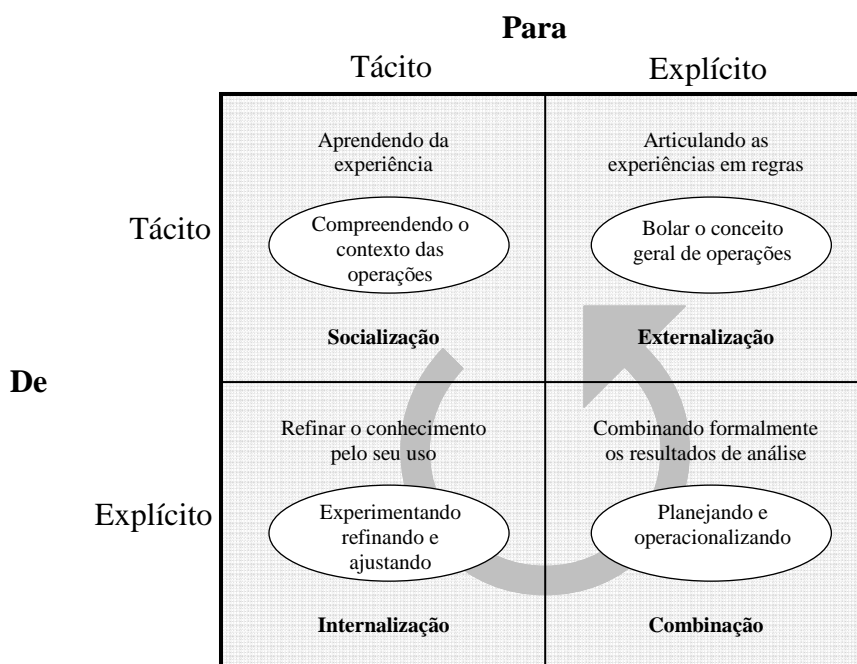 Para
Tácito
Explícito
De
Tácito
Aprendendo da
experiência
Compreendendo o
contexto das
operações
Socialização
Articulando as
experiências em regras
Bolar o conceito
geral de operações
Externalização
Explícito
Refinar o conhecimento
pelo seu uso
Experimentando
refinando e
ajustando
Internalização
Combinando formalmente
os resultados de análise
Planejando e
operacionalizando
Combinação